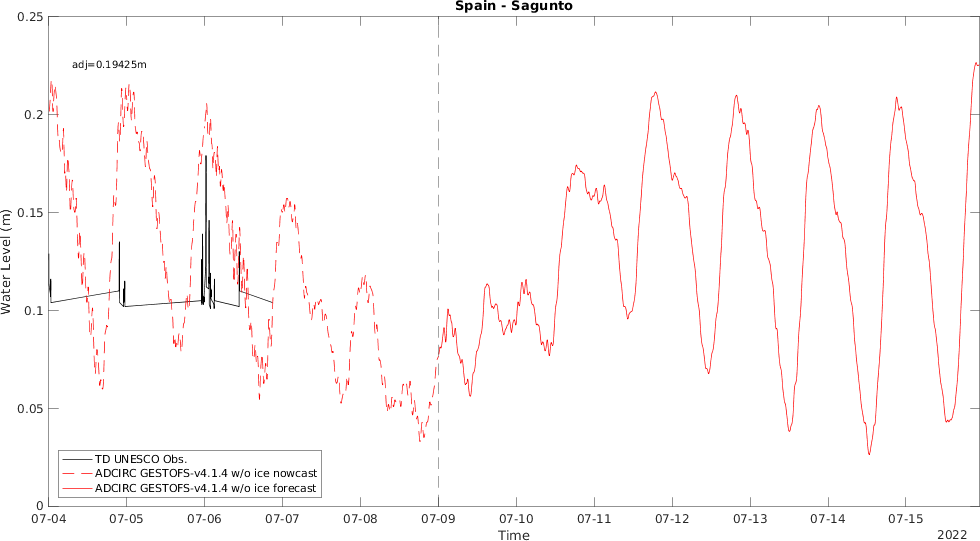 Spain - Sagunto
0.25
adj=0.19425m
0.2
0.15
Water Level (m)
0.1
0.05
TD UNESCO Obs.
ADCIRC GESTOFS-v4.1.4 w/o ice nowcast
ADCIRC GESTOFS-v4.1.4 w/o ice forecast
0
07-04 07-05 07-06 07-07 07-08 07-09 07-10 07-11 07-12 07-13 07-14 07-15
Time
2022